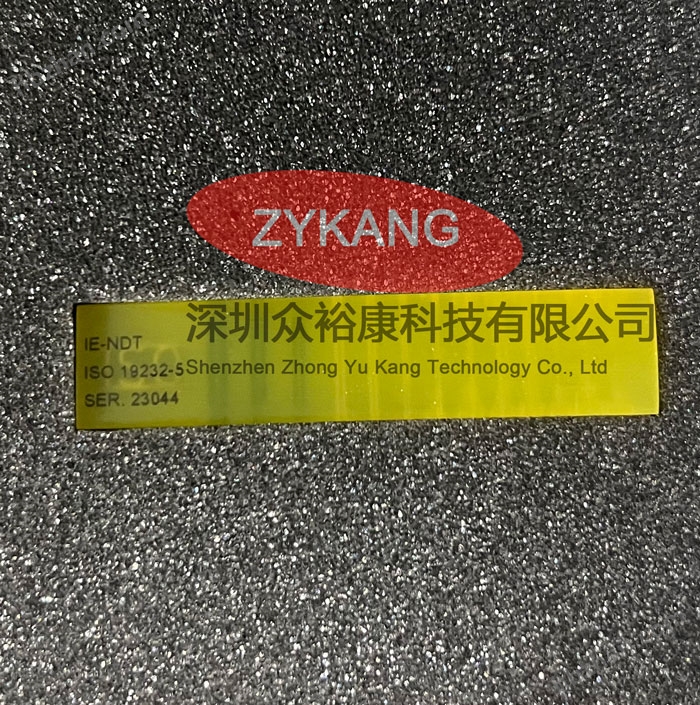 ZYKANG
深圳众裕康科技有限公司
IE-NDT
ISO 19232-5
Shenzhen Zhong Yu Kang Technology Co., Ltd
SER. 23044